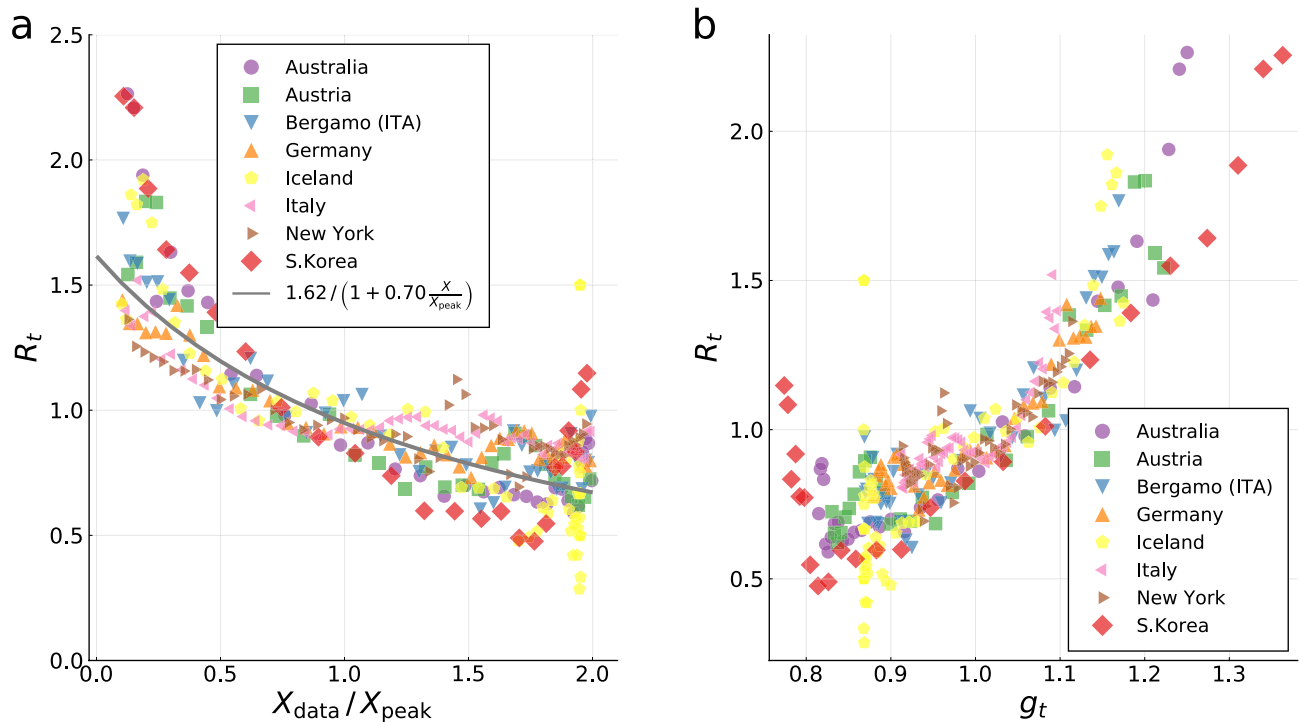 a
2.5
2.0
1.5
1.0
0.5
0.0
R_t
Australia
Austria
Bergamo (ITA)
Germany
Iceland
Italy
New York
S.Korea
1.62 / (1 + 0.70 X/X_peak)
0.0 0.5 1.0 1.5 2.0
X_data / X_peak
b
2.0
1.5
1.0
0.5
R_t
Australia
Austria
Bergamo (ITA)
Germany
Iceland
Italy
New York
S.Korea
0.8 0.9 1.0 1.1 1.2 1.3
g_t